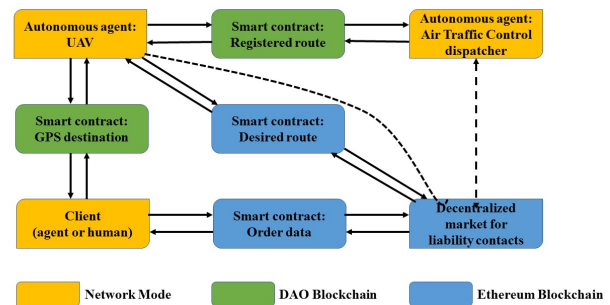 Autonomous agent:
UAV
Smart contract:
Registered route
Autonomous agent:
Air Traffic Control
dispatcher
Smart contract:
GPS destination
Smart contract:
Desired route
Client
(agent or human)
Smart contract:
Order data
Decentralized
market for
liability contacts
Network Mode
DAO Blockchain
Ethereum Blockchain